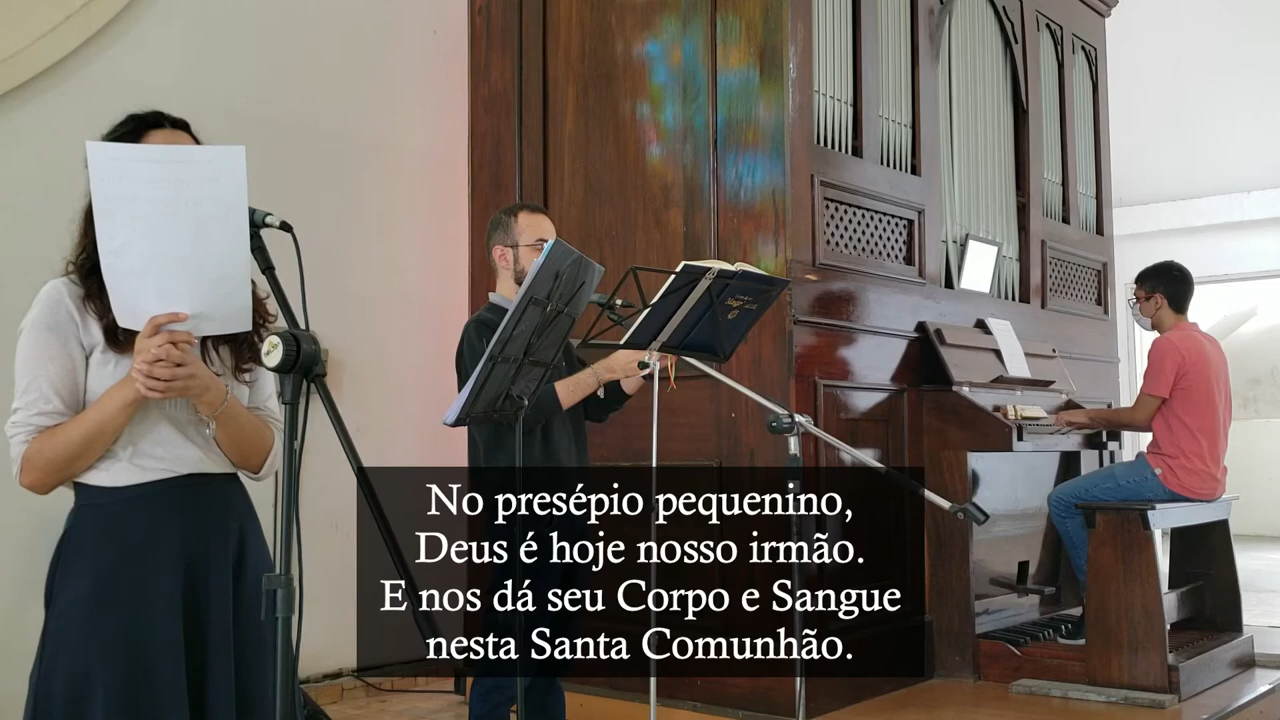 No presépio pequenino,
Deus é hoje nosso irmão.
E nos dá seu Corpo e Sangue
nesta Santa Comunhão.